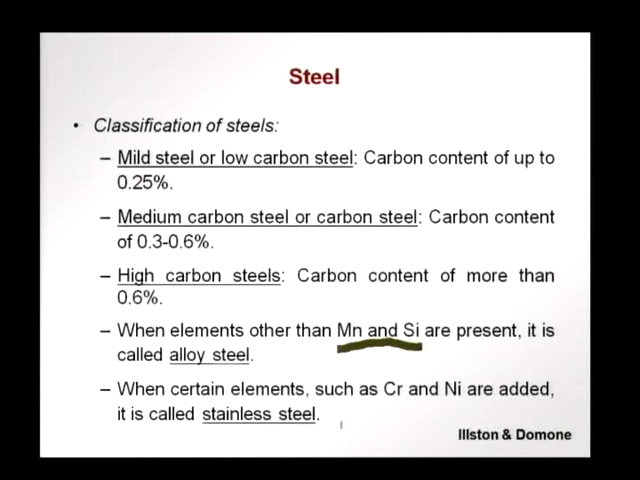 Steel
• Classification of steels:
– Mild steel or low carbon steel: Carbon content of up to
0.25%.
– Medium carbon steel or carbon steel: Carbon content
of 0.3-0.6%.
– High carbon steels: Carbon content of more than
0.6%.
– When elements other than Mn and Si are present, it is
called alloy steel.
– When certain elements, such as Cr and Ni are added,
it is called stainless steel.
Illston & Domone